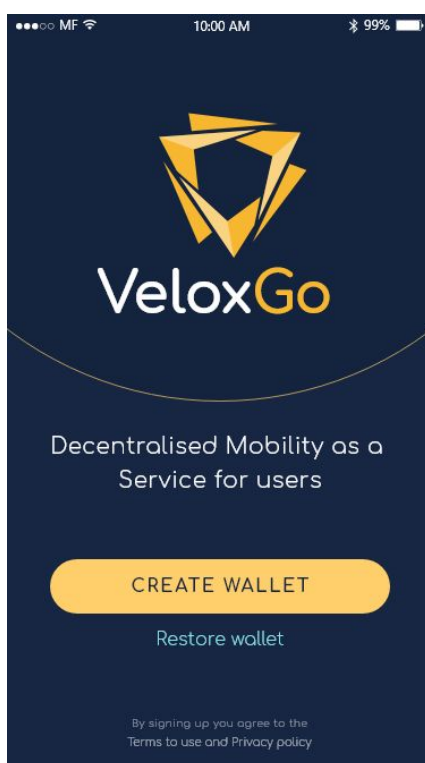 MF 10:00 AM 99%
VeloxGo
Decentralised Mobility as a
Service for users
CREATE WALLET
Restore wallet
By signing up you agree to the
Terms to use and Privacy policy